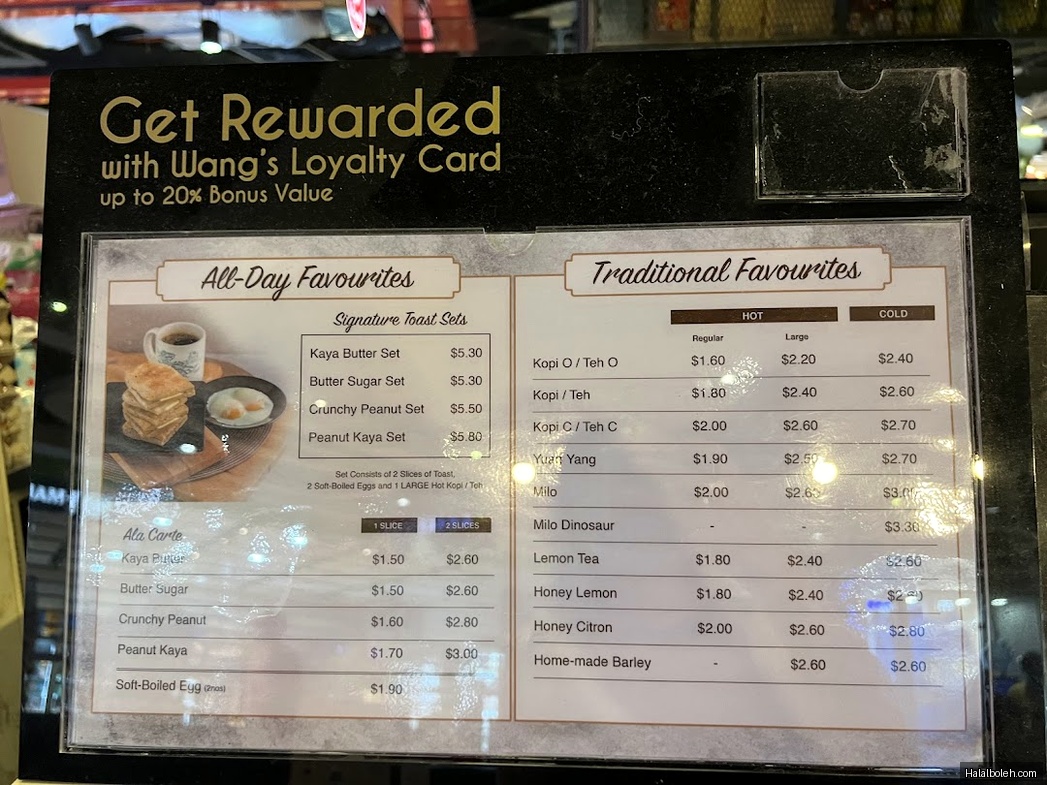 Get Rewarded
with Wang's Loyalty Card
up to 20% Bonus Value
All-Day Favourites
Signature Toast Sets
Kaya Butter Set $5.30
Butter Sugar Set $5.30
Crunchy Peanut Set $5.50
Peanut Kaya Set $5.80
Set Consists of 2 Slices of Toast,
2 Soft-Boiled Eggs and 1 LARGE Hot Kopi / Teh
Ala Carte 1 SLICE 2 SLICES
Kaya Butter $1.50 $2.60
Butter Sugar $1.50 $2.60
Crunchy Peanut $1.60 $2.80
Peanut Kaya $1.70 $3.00
Soft-Boiled Egg (2nos) $1.90
Traditional Favourites
HOT COLD
Regular Large
Kopi O / Teh O $1.60 $2.20 $2.40
Kopi / Teh $1.80 $2.40 $2.60
Kopi C / Teh C $2.00 $2.60 $2.70
Yuan Yang $1.90 $2.50 $2.70
Milo $2.00 $2.60 $3.00
Milo Dinosaur - - $3.30
Lemon Tea $1.80 $2.40 $2.60
Honey Lemon $1.80 $2.40
Honey Citron $2.00 $2.60 $2.80
Home-made Barley - $2.60 $2.60
Halalboleh.com